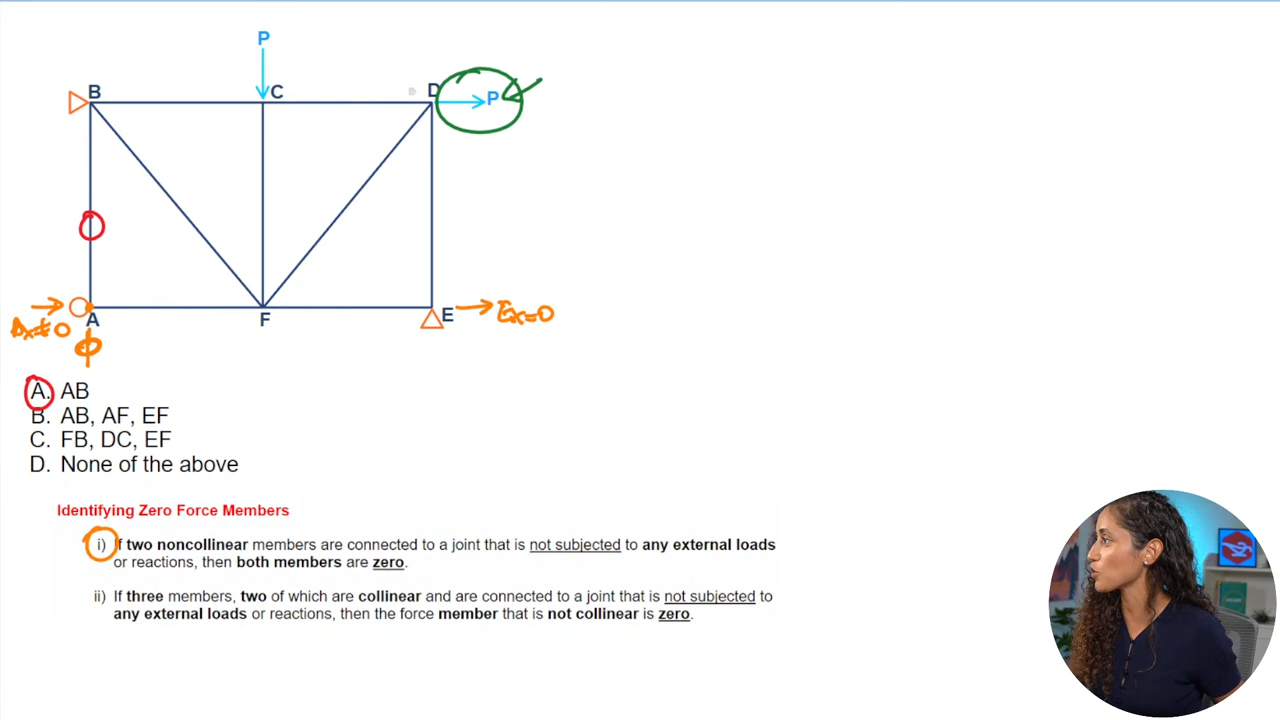 P
B
C
D
P
A
F
E
Ex=0
Ax≠0
A. AB
B. AB, AF, EF
C. FB, DC, EF
D. None of the above
Identifying Zero Force Members
i) If two noncollinear members are connected to a joint that is not subjected to any external loads
or reactions, then both members are zero.
ii) If three members, two of which are collinear and are connected to a joint that is not subjected to
any external loads or reactions, then the force member that is not collinear is zero.